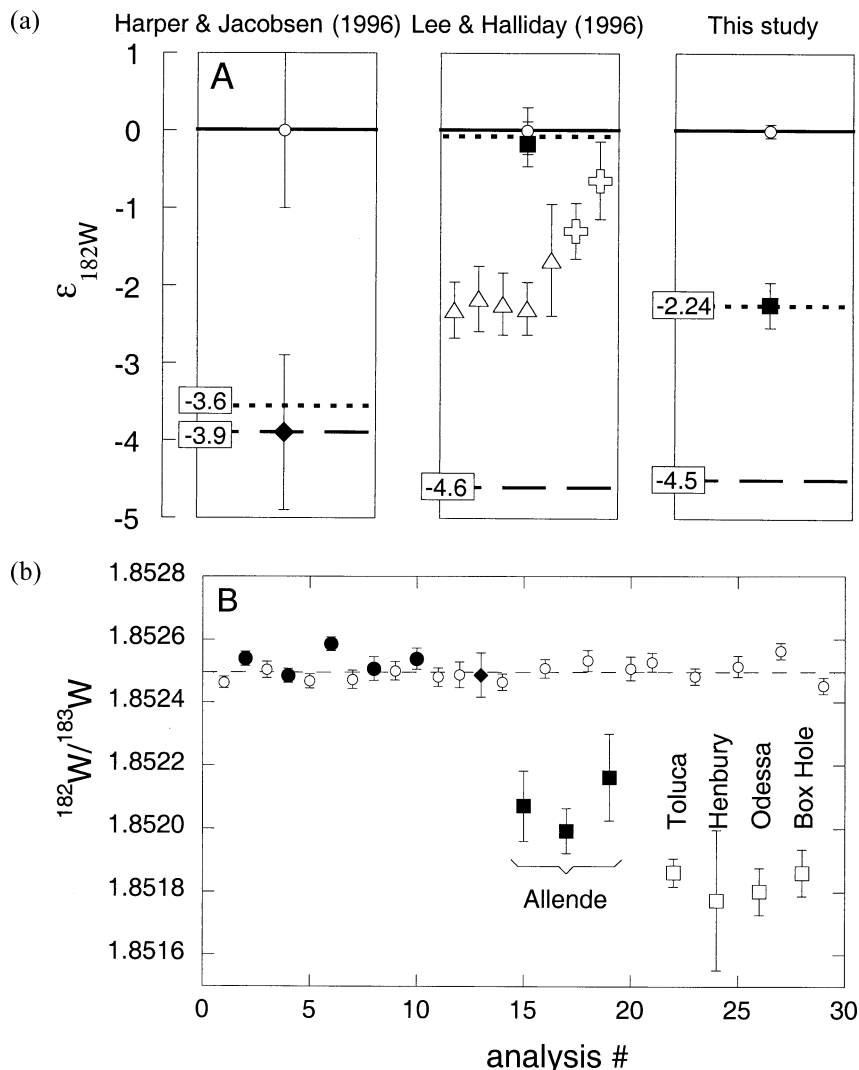 (a)
Harper & Jacobsen (1996) Lee & Halliday (1996) This study
A
1
0
-1
-2
-3
-4
-5
ε182W
-3.6
-3.9
-4.6
-2.24
-4.5
(b)
B
1.8528
1.8526
1.8524
1.8522
1.8520
1.8518
1.8516
182W/183W
Allende
Toluca
Henbury
Odessa
Box Hole
0 5 10 15 20 25 30
analysis #